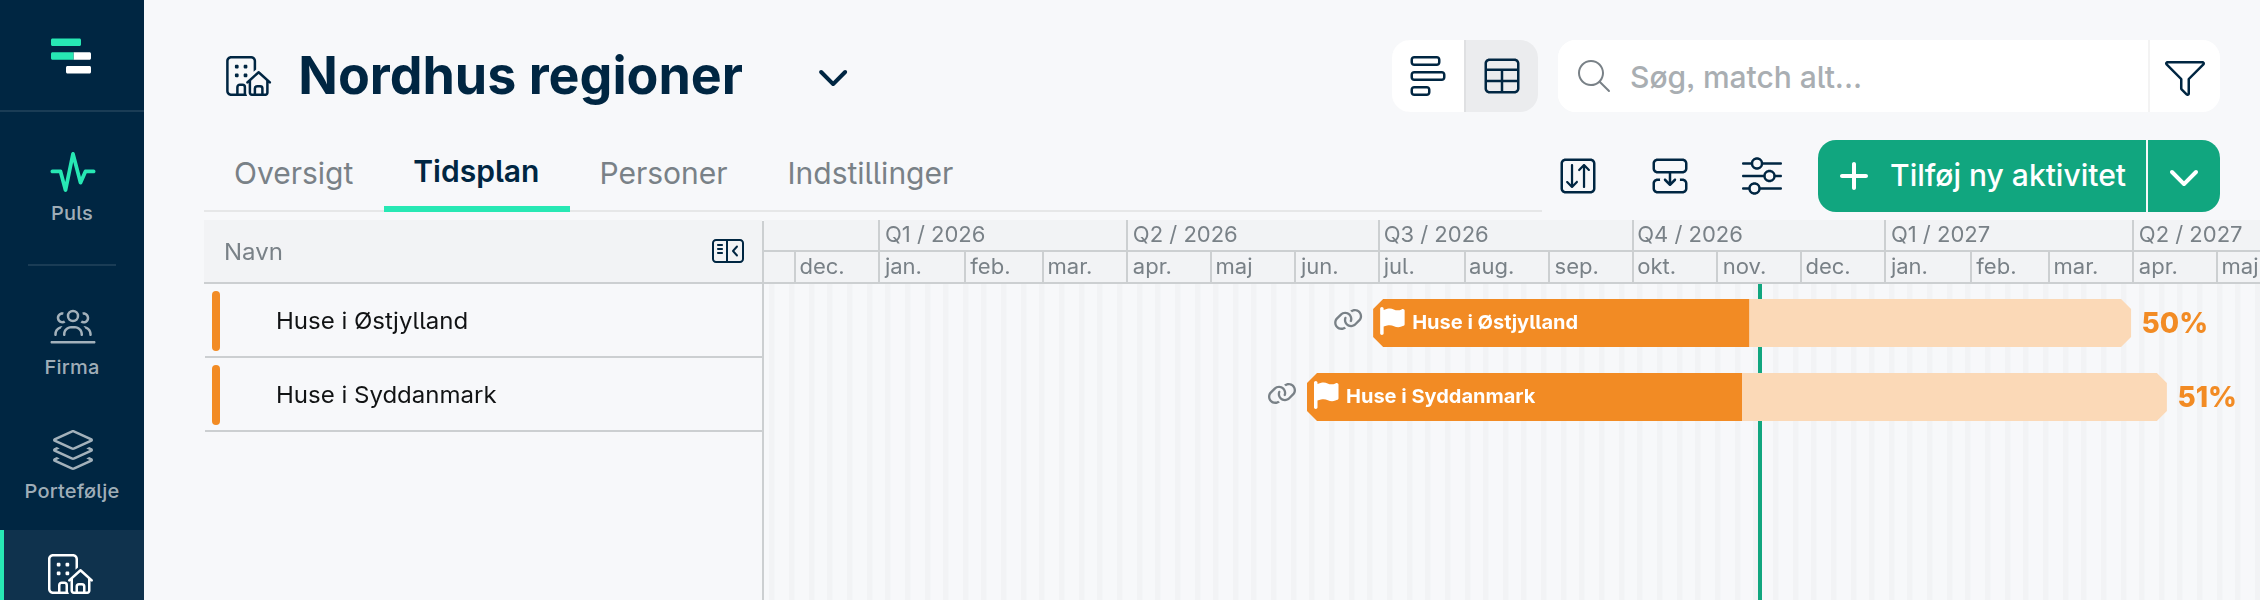 Nordhus regioner
Søg, match alt...
Oversigt Tidsplan Personer Indstillinger
Tilføj ny aktivitet
Puls
Firma
Portefølje
Navn
Q1 / 2026 Q2 / 2026 Q3 / 2026 Q4 / 2026 Q1 / 2027 Q2 / 2027
dec. jan. feb. mar. apr. maj jun. jul. aug. sep. okt. nov. dec. jan. feb. mar. apr. maj
Huse i Østjylland Huse i Østjylland 50%
Huse i Syddanmark Huse i Syddanmark 51%